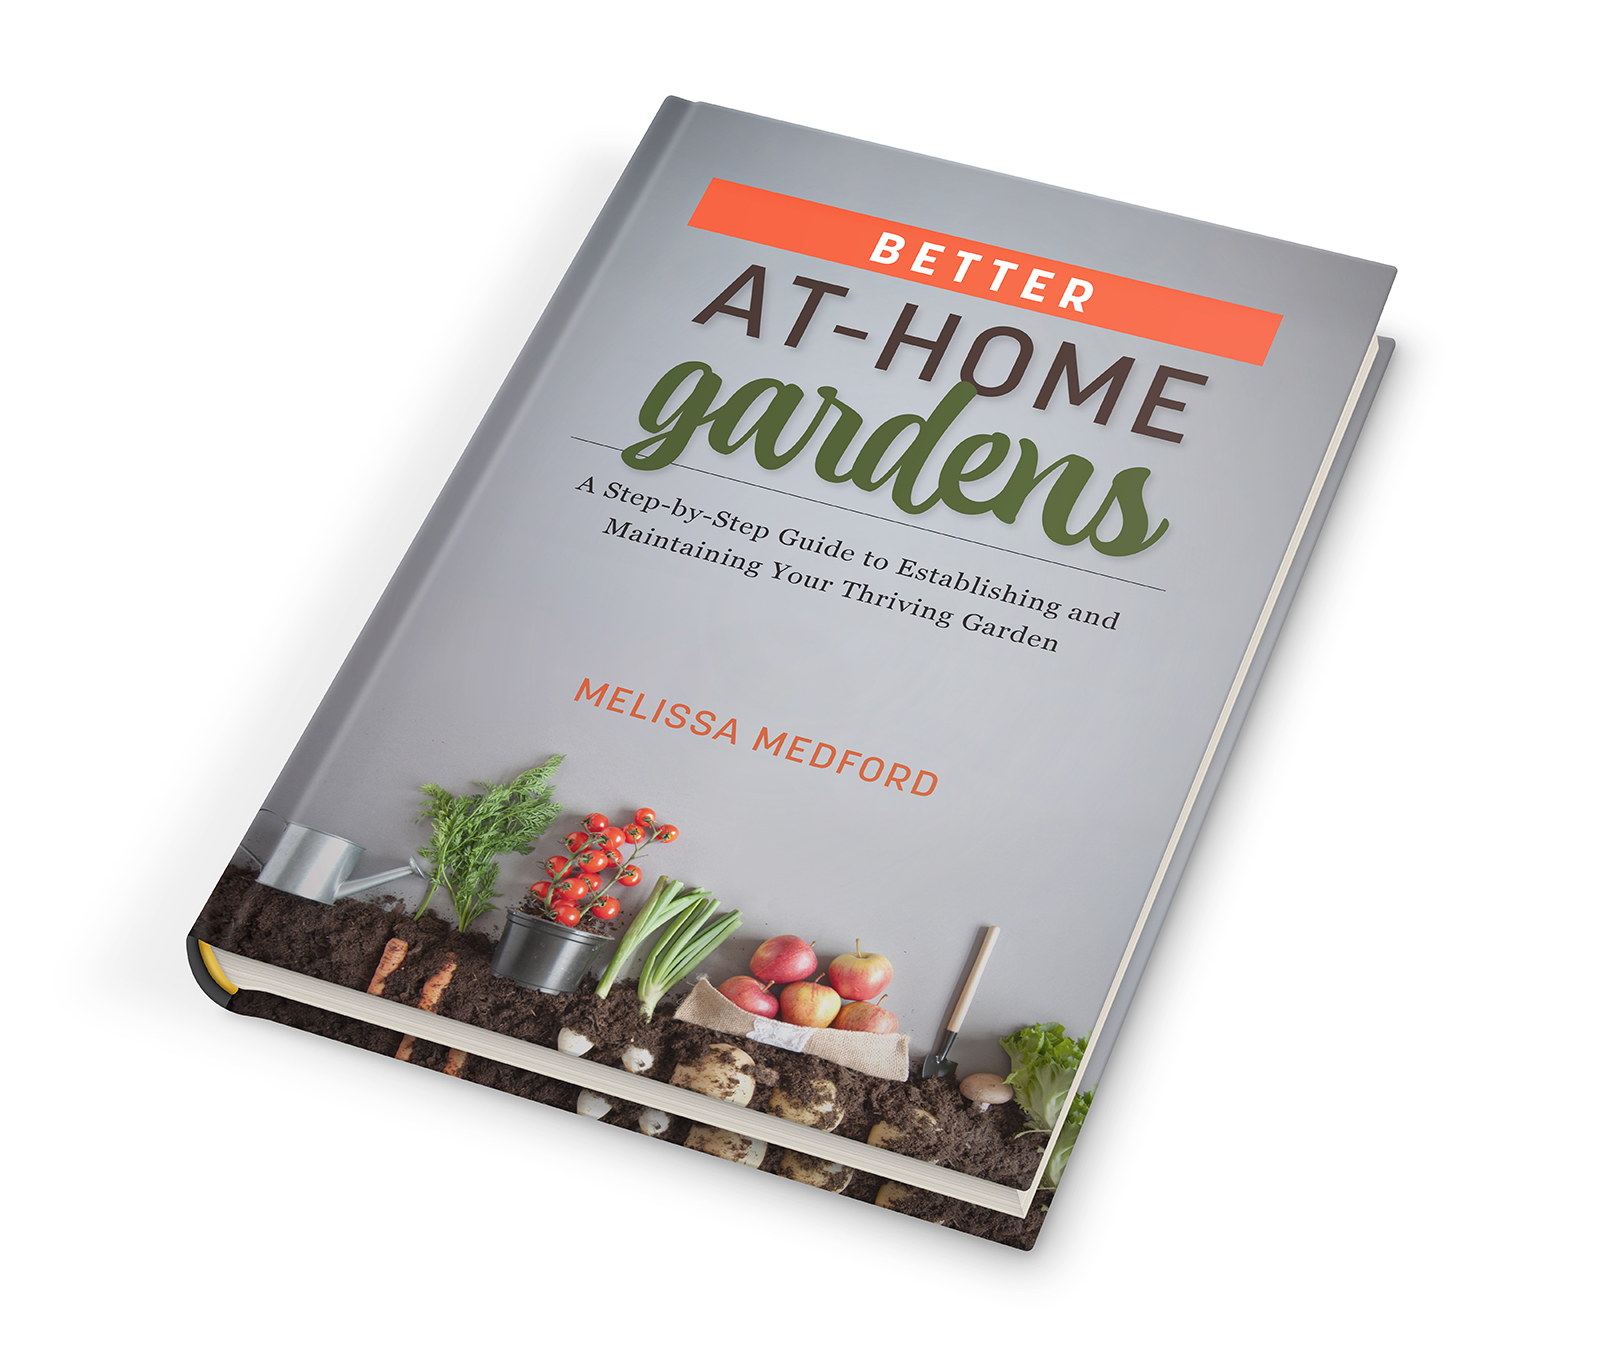 BETTER
AT-HOME
gardens
A Step-by-Step Guide to Establishing and
Maintaining Your Thriving Garden
MELISSA MEDFORD